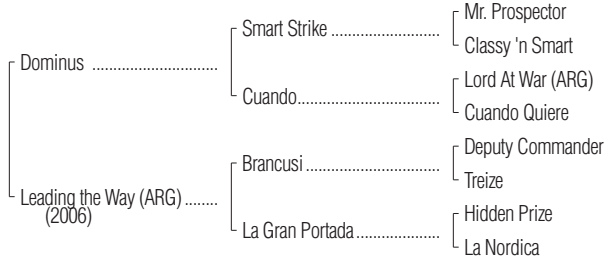 Mr. Prospector
Smart Strike ............................
Classy 'n Smart
Dominus ................................
Lord At War (ARG)
Cuando.....................................
Cuando Quiere
Deputy Commander
Brancusi ...................................
Treize
Leading the Way (ARG) ........
(2006)
Hidden Prize
La Gran Portada......................
La Nordica